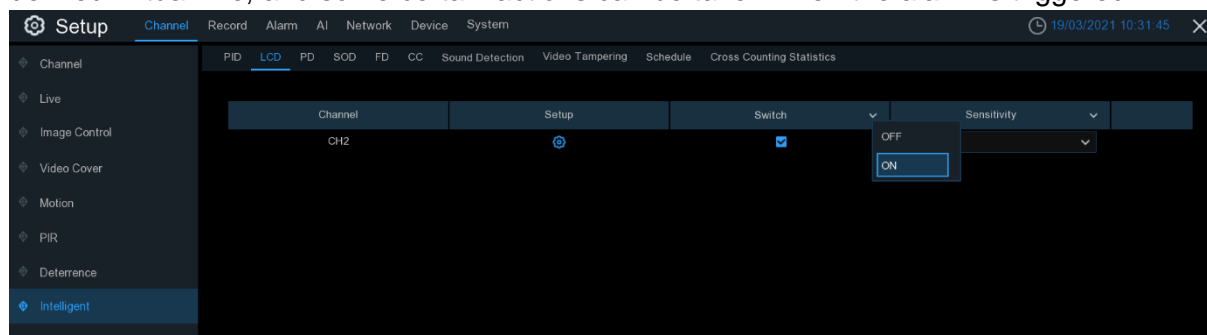 Setup Channel Record Alarm AI Network Device System 19/03/2021 10:31:45
Channel PID LCD PD SOD FD CC Sound Detection Video Tampering Schedule Cross Counting Statistics
Live
Channel Setup Switch Sensitivity
Image Control
CH2
OFF
ON
Video Cover
Motion
PIR
Deterrence
Intelligent